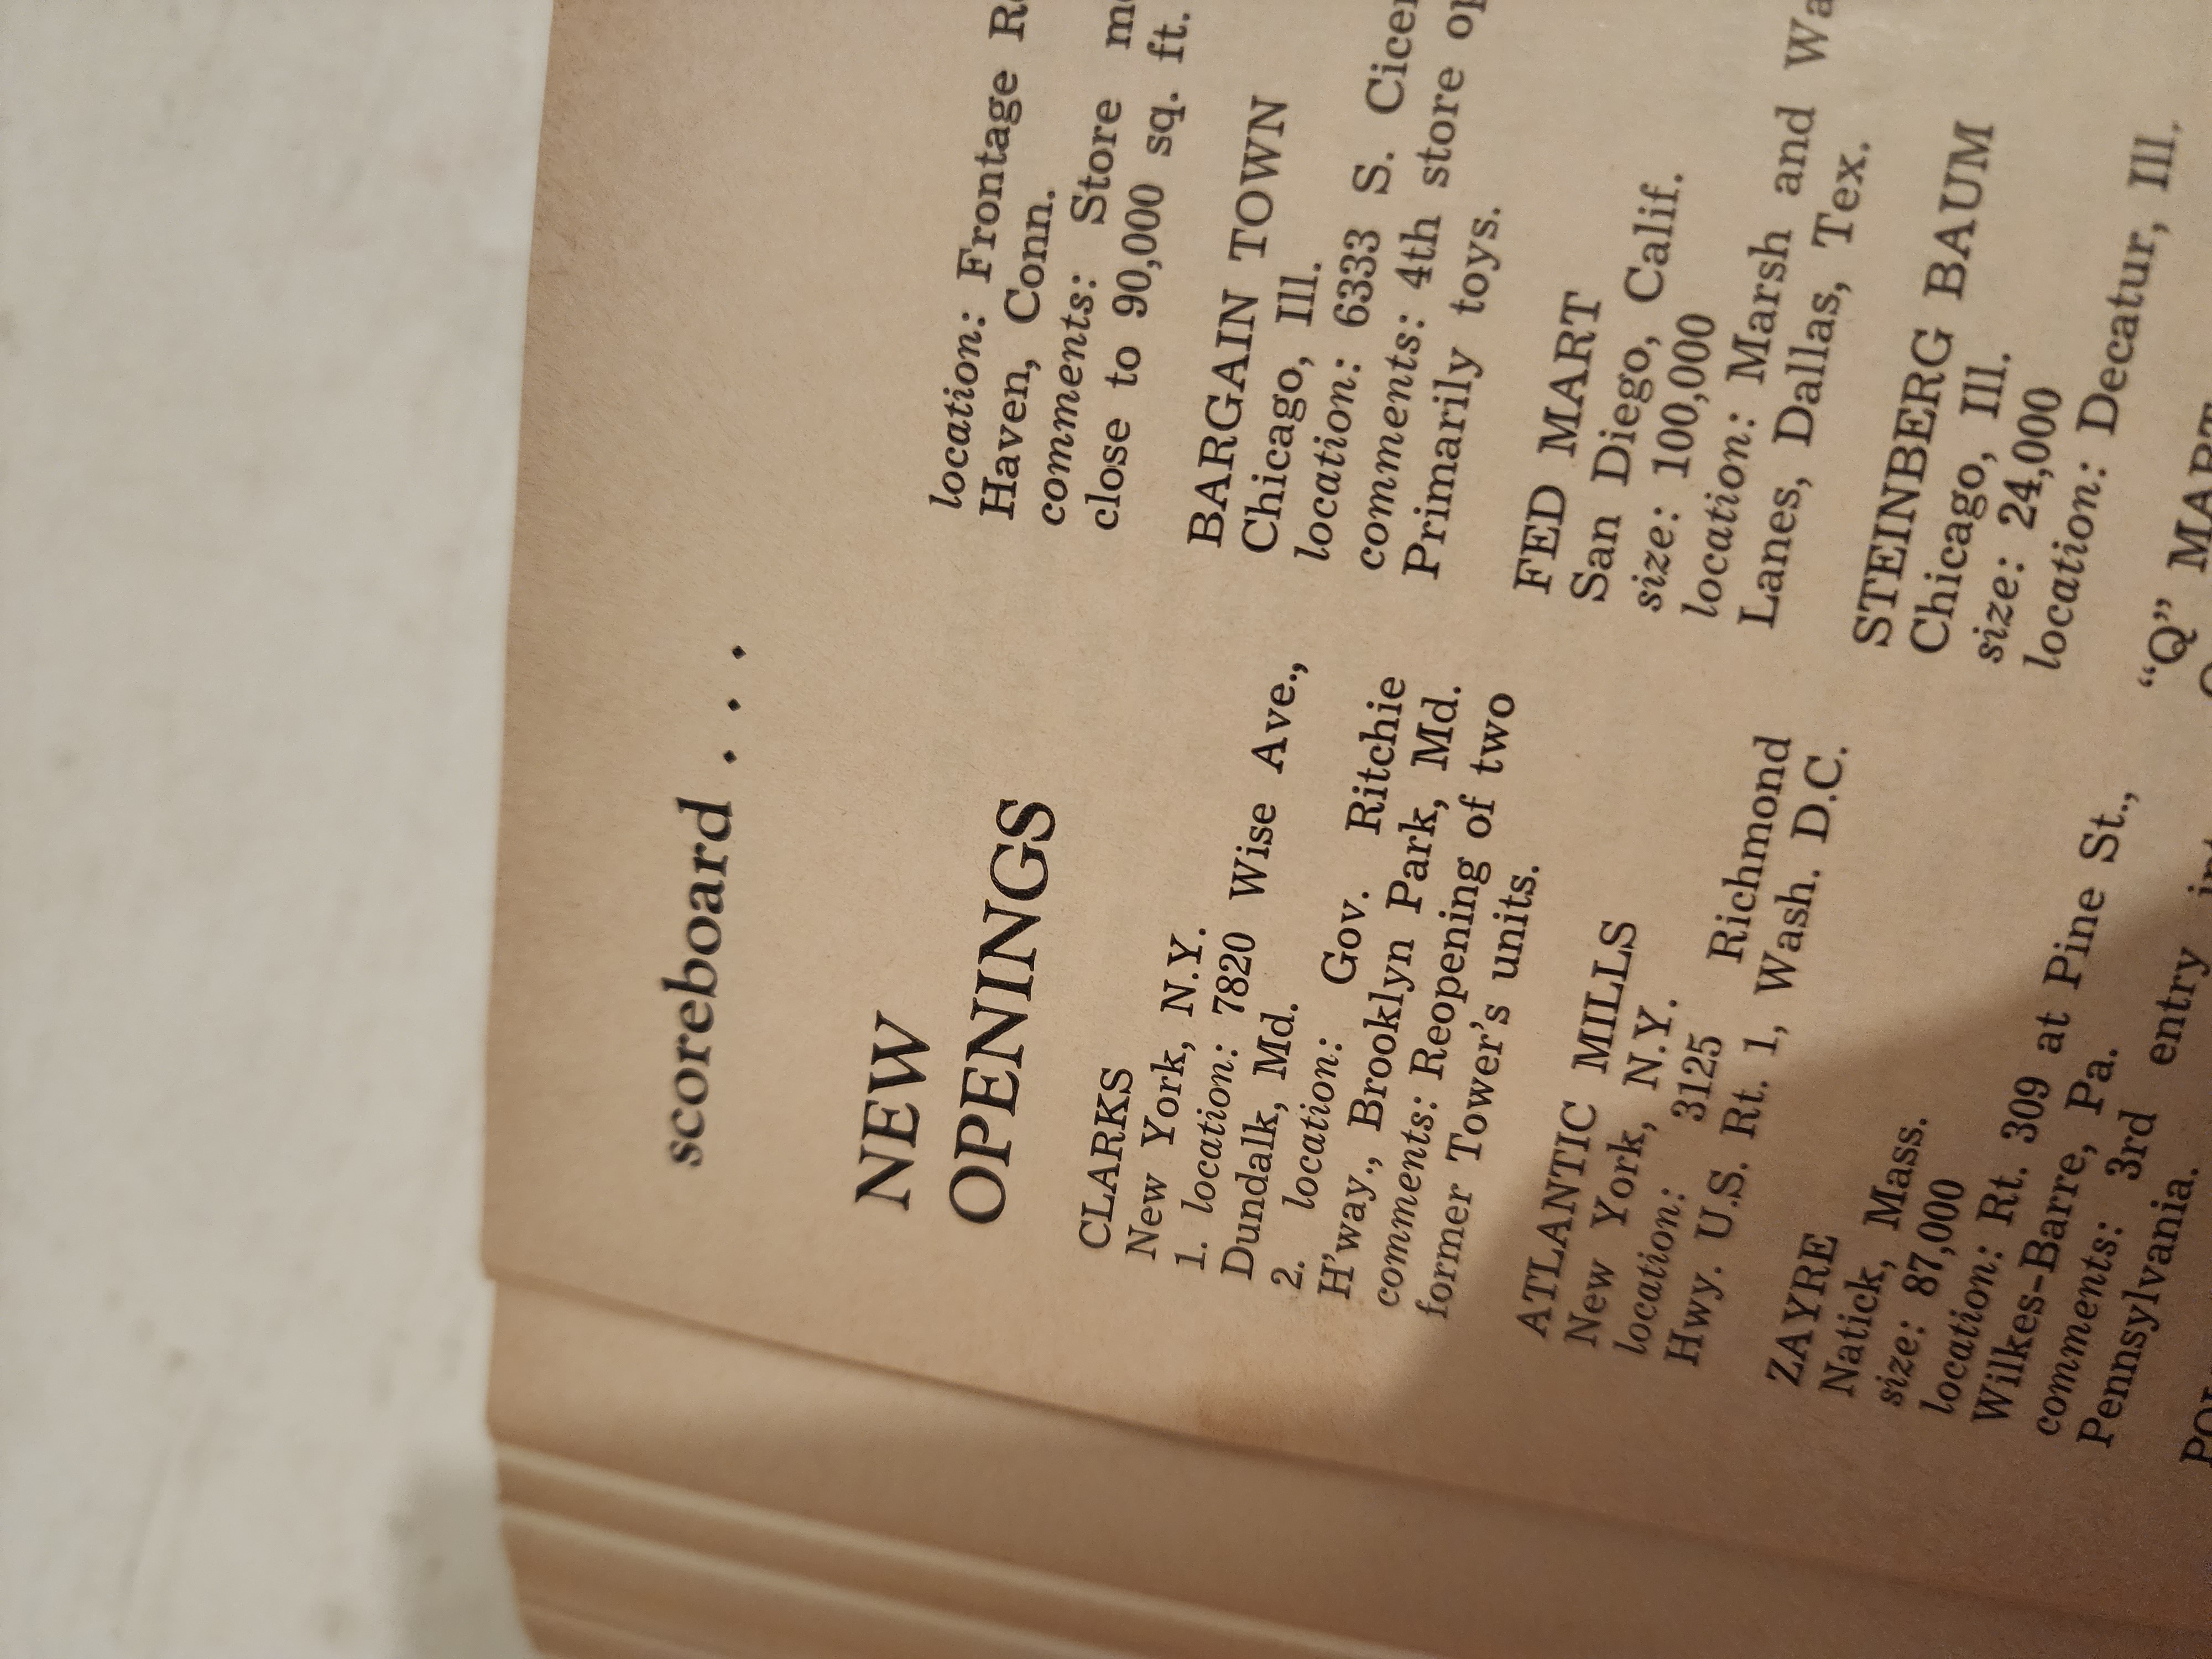 scoreboard . . .
NEW
OPENINGS
CLARKS
New York, N.Y.
1. location: 7820 Wise Ave.,
Dundalk, Md.
2. location: Gov. Ritchie
H'way., Brooklyn Park, Md.
comments: Reopening of two
former Tower's units.
ATLANTIC MILLS
New York, N.Y.
location: 3125 Richmond
Hwy. U.S. Rt. 1, Wash. D.C.
ZAYRE
Natick, Mass.
size: 87,000
location: Rt. 309 at Pine St.,
Wilkes-Barre, Pa.
comments: 3rd entry
Pennsylvania.
location: Frontage
Haven, Conn.
comments: Store
close to 90,000 sq. ft.
BARGAIN TOWN
Chicago, Ill.
location: 6333 S.
comments: 4th store
Primarily toys.
FED MART
San Diego, Calif.
size: 100,000
location: Marsh and
Lanes, Dallas, Tex.
STEINBERG BAUM
Chicago, Ill.
size: 24,000
location: Decatur, Ill.
"Q" MART